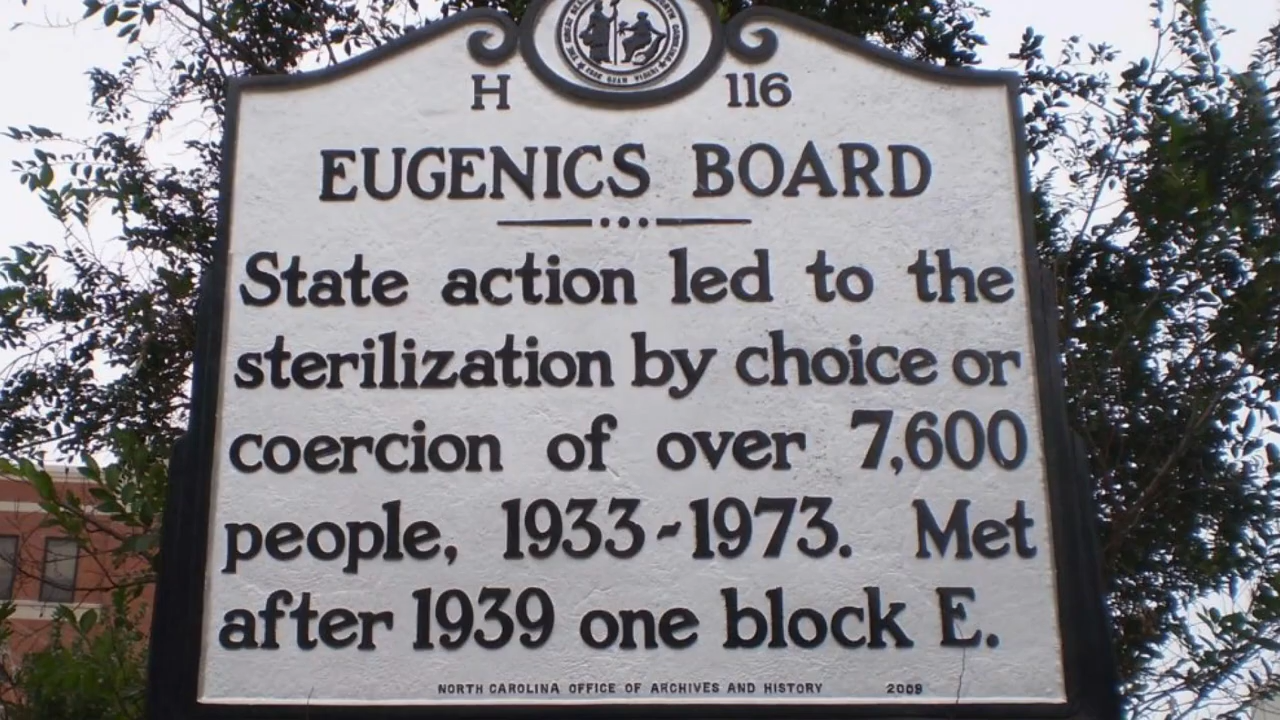 H 116
EUGENICS BOARD
State action led to the
sterilization by choice or
coercion of over 7,600
people, 1933-1973. Met
after 1939 one block E.
NORTH CAROLINA OFFICE OF ARCHIVES AND HISTORY 2009